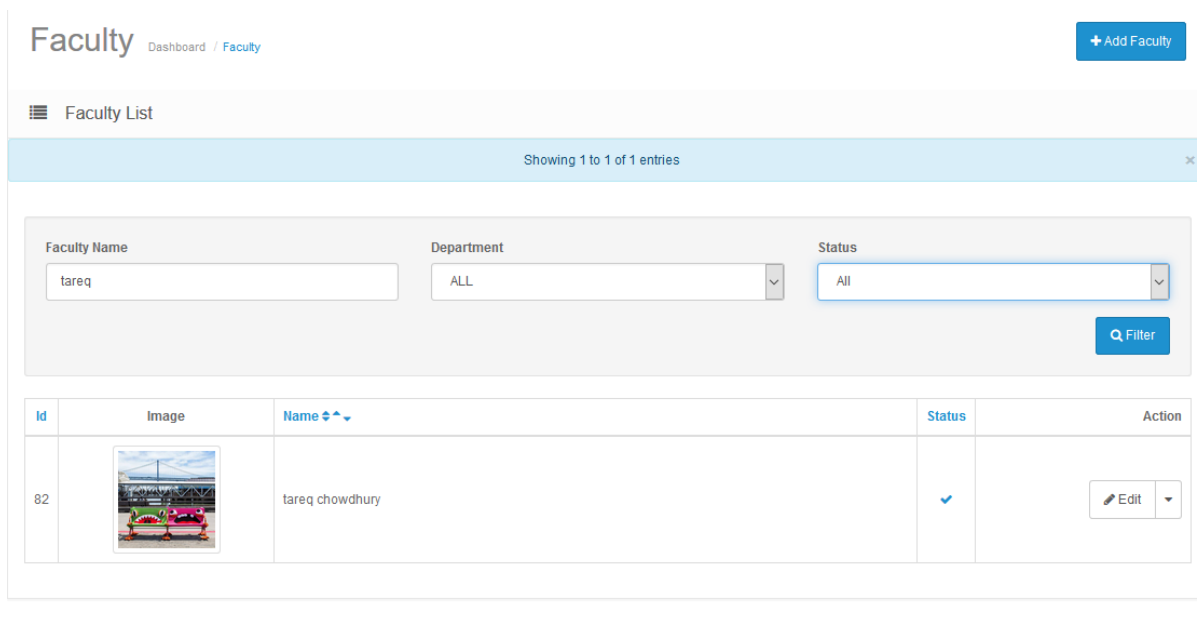 Faculty Dashboard / Faculty
+ Add Faculty
Faculty List
Showing 1 to 1 of 1 entries ×
Faculty Name Department Status
tareq ALL All
Filter
Id Image Name Status Action
82 tareq chowdhury Edit